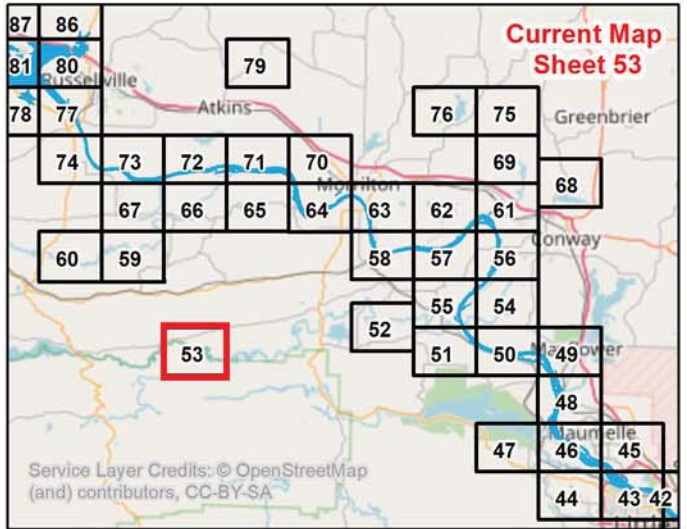 87 86
Current Map
Sheet 53
81 80
Russellville
79
78 77
Atkins
76 75
Greenbrier
74 73 72 71 70
69
Morrilton
68
67 66 65 64 63 62 61
Conway
60 59
58 57 56
55 54
52
53
51 50 49
48
Maumelle
47 46 45
Service Layer Credits: © OpenStreetMap
(and) contributors, CC-BY-SA
44 43 42